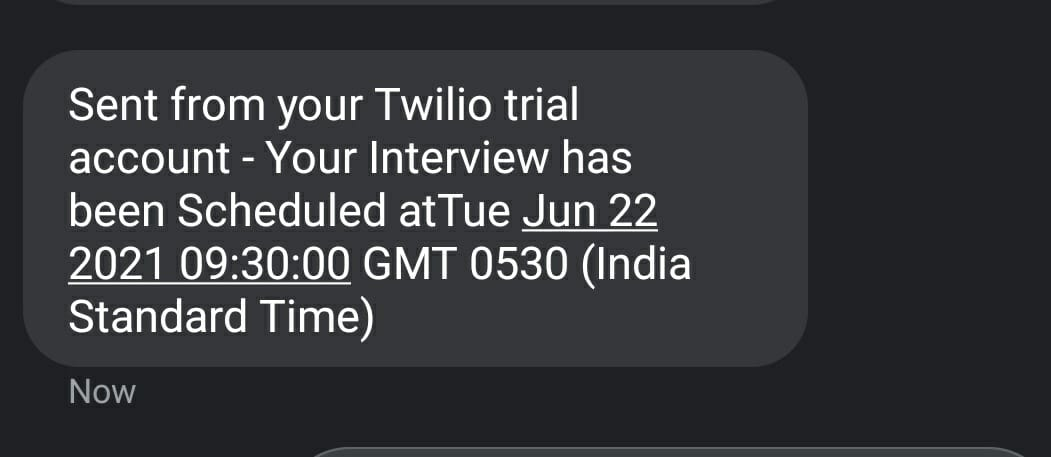 Sent from your Twilio trial
account - Your Interview has
been Scheduled atTue Jun 22
2021 09:30:00 GMT 0530 (India
Standard Time)
Now